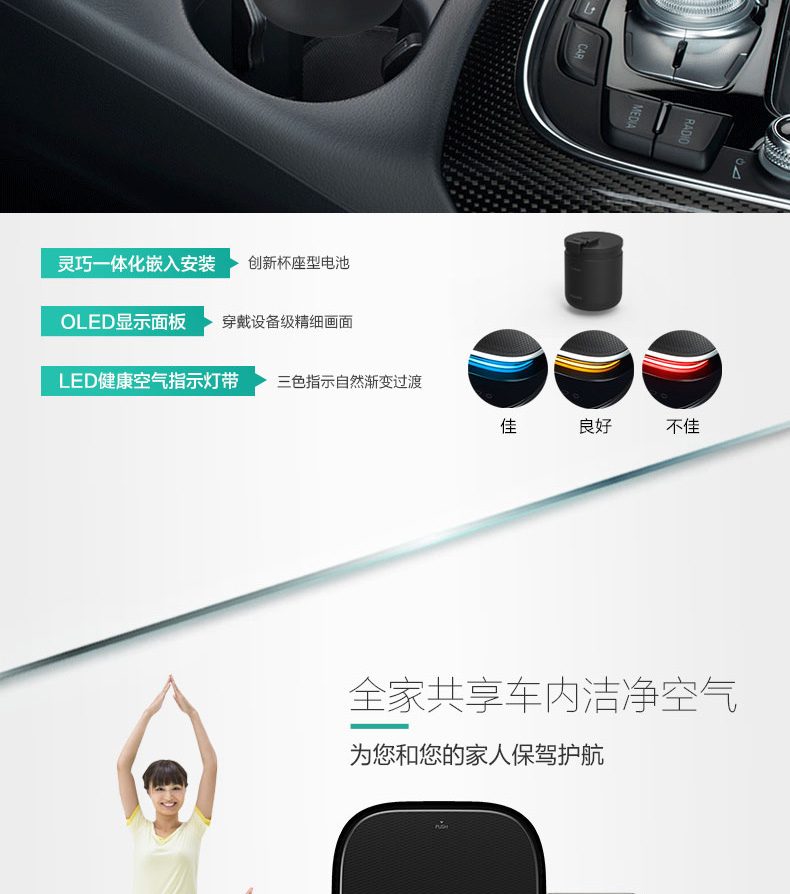 CAR
MEDIA
RADIO
灵巧一体化嵌入安装 创新杯座型电池
OLED显示面板 穿戴设备级精细画面
LED健康空气指示灯带 三色指示自然渐变过渡
佳 良好 不佳
全家共享车内洁净空气
为您和您的家人保驾护航
PUSH